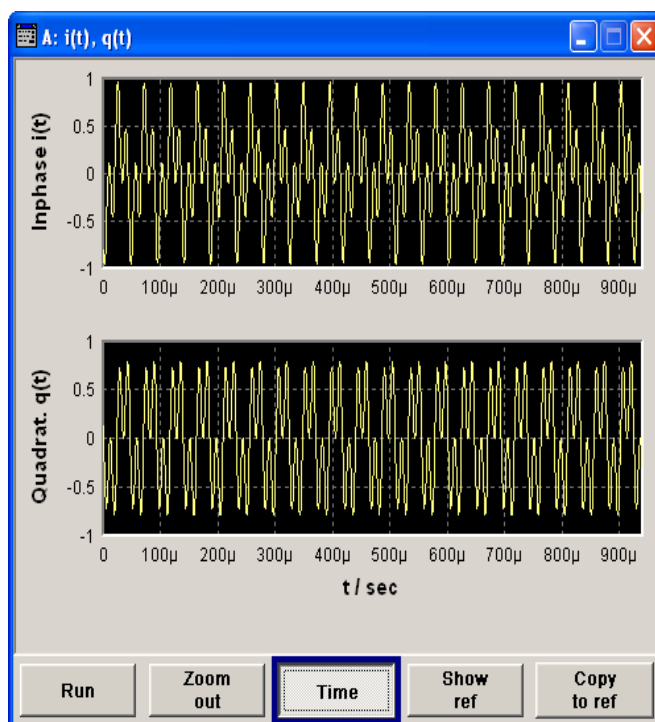 A: i(t), q(t)
Inphase i(t)
1
0.5
0
-0.5
-1
0 100µ 200µ 300µ 400µ 500µ 600µ 700µ 800µ 900µ
Quadrat. q(t)
1
0.5
0
-0.5
-1
0 100µ 200µ 300µ 400µ 500µ 600µ 700µ 800µ 900µ
t / sec
Run
Zoom
out
Time
Show
ref
Copy
to ref